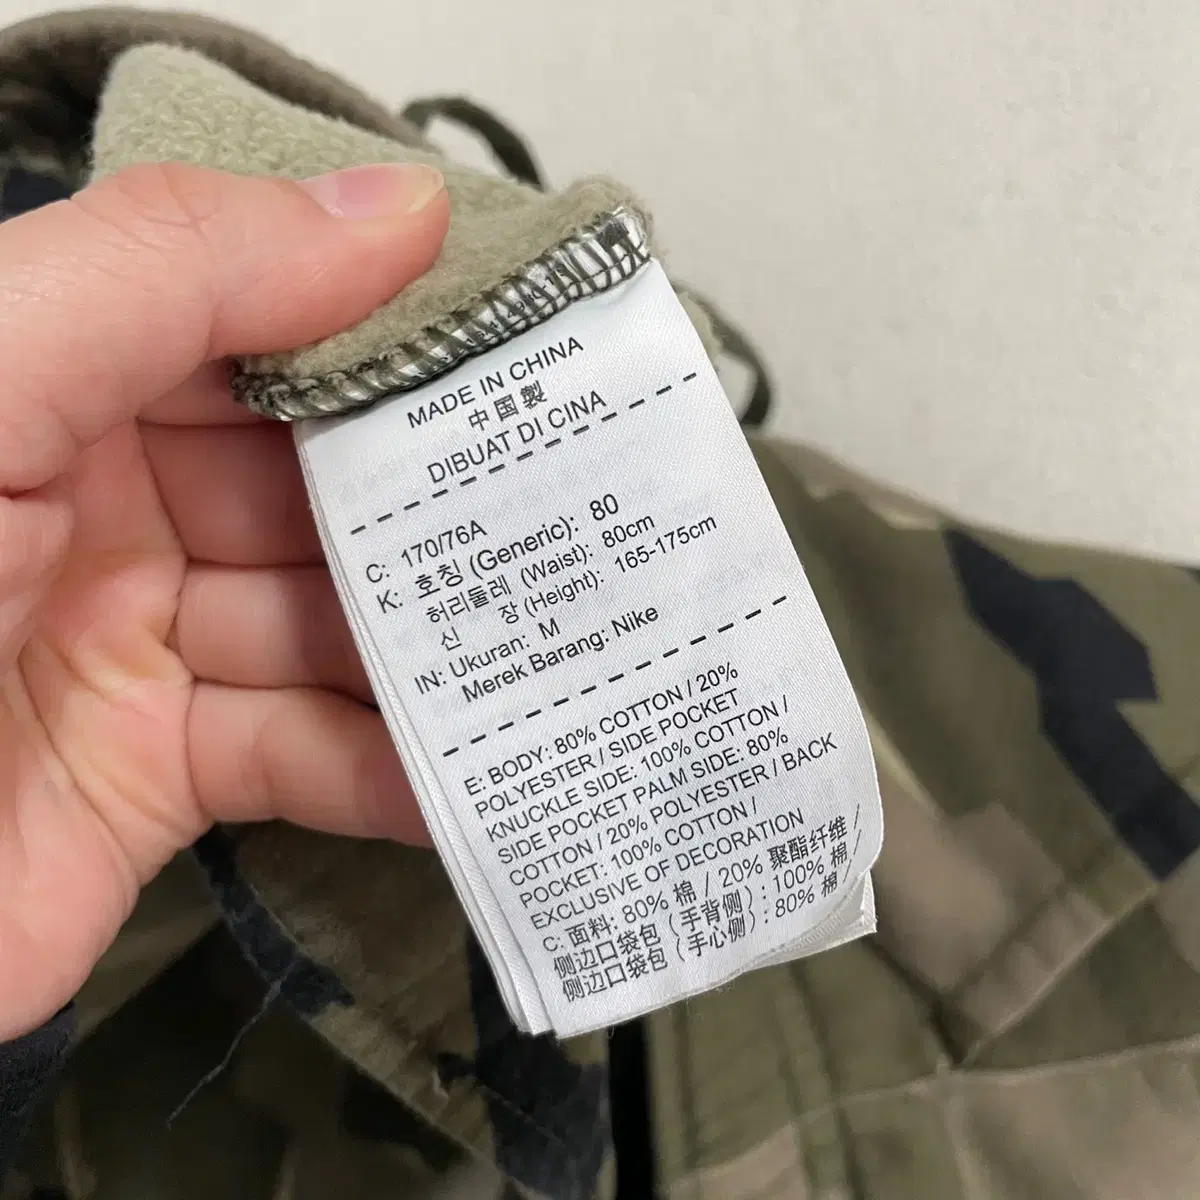 MADE IN CHINA
中国製
DIBUAT DI CINA
C: 170/76A
K: 호칭 (Generic): 80
허리둘레 (Waist): 80cm
신 장 (Height): 165-175cm
IN: Ukuran: M
Merek Barang: Nike
E: BODY: 80% COTTON / 20%
POLYESTER / SIDE POCKET
KNUCKLE SIDE: 100% COTTON /
SIDE POCKET PALM SIDE: 80%
COTTON / 20% POLYESTER / BACK
POCKET: 100% COTTON /
EXCLUSIVE OF DECORATION
C: 面料: 80% 棉 / 20% 聚酯纤维 /
侧边口袋包 (手背侧) : 100% 棉 /
侧边口袋包 (手心侧) : 80% 棉 /